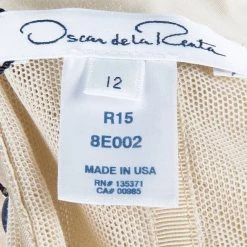 Oscar de la Renta
12
R15
8E002
MADE IN USA
RN# 135371
CA# 00985